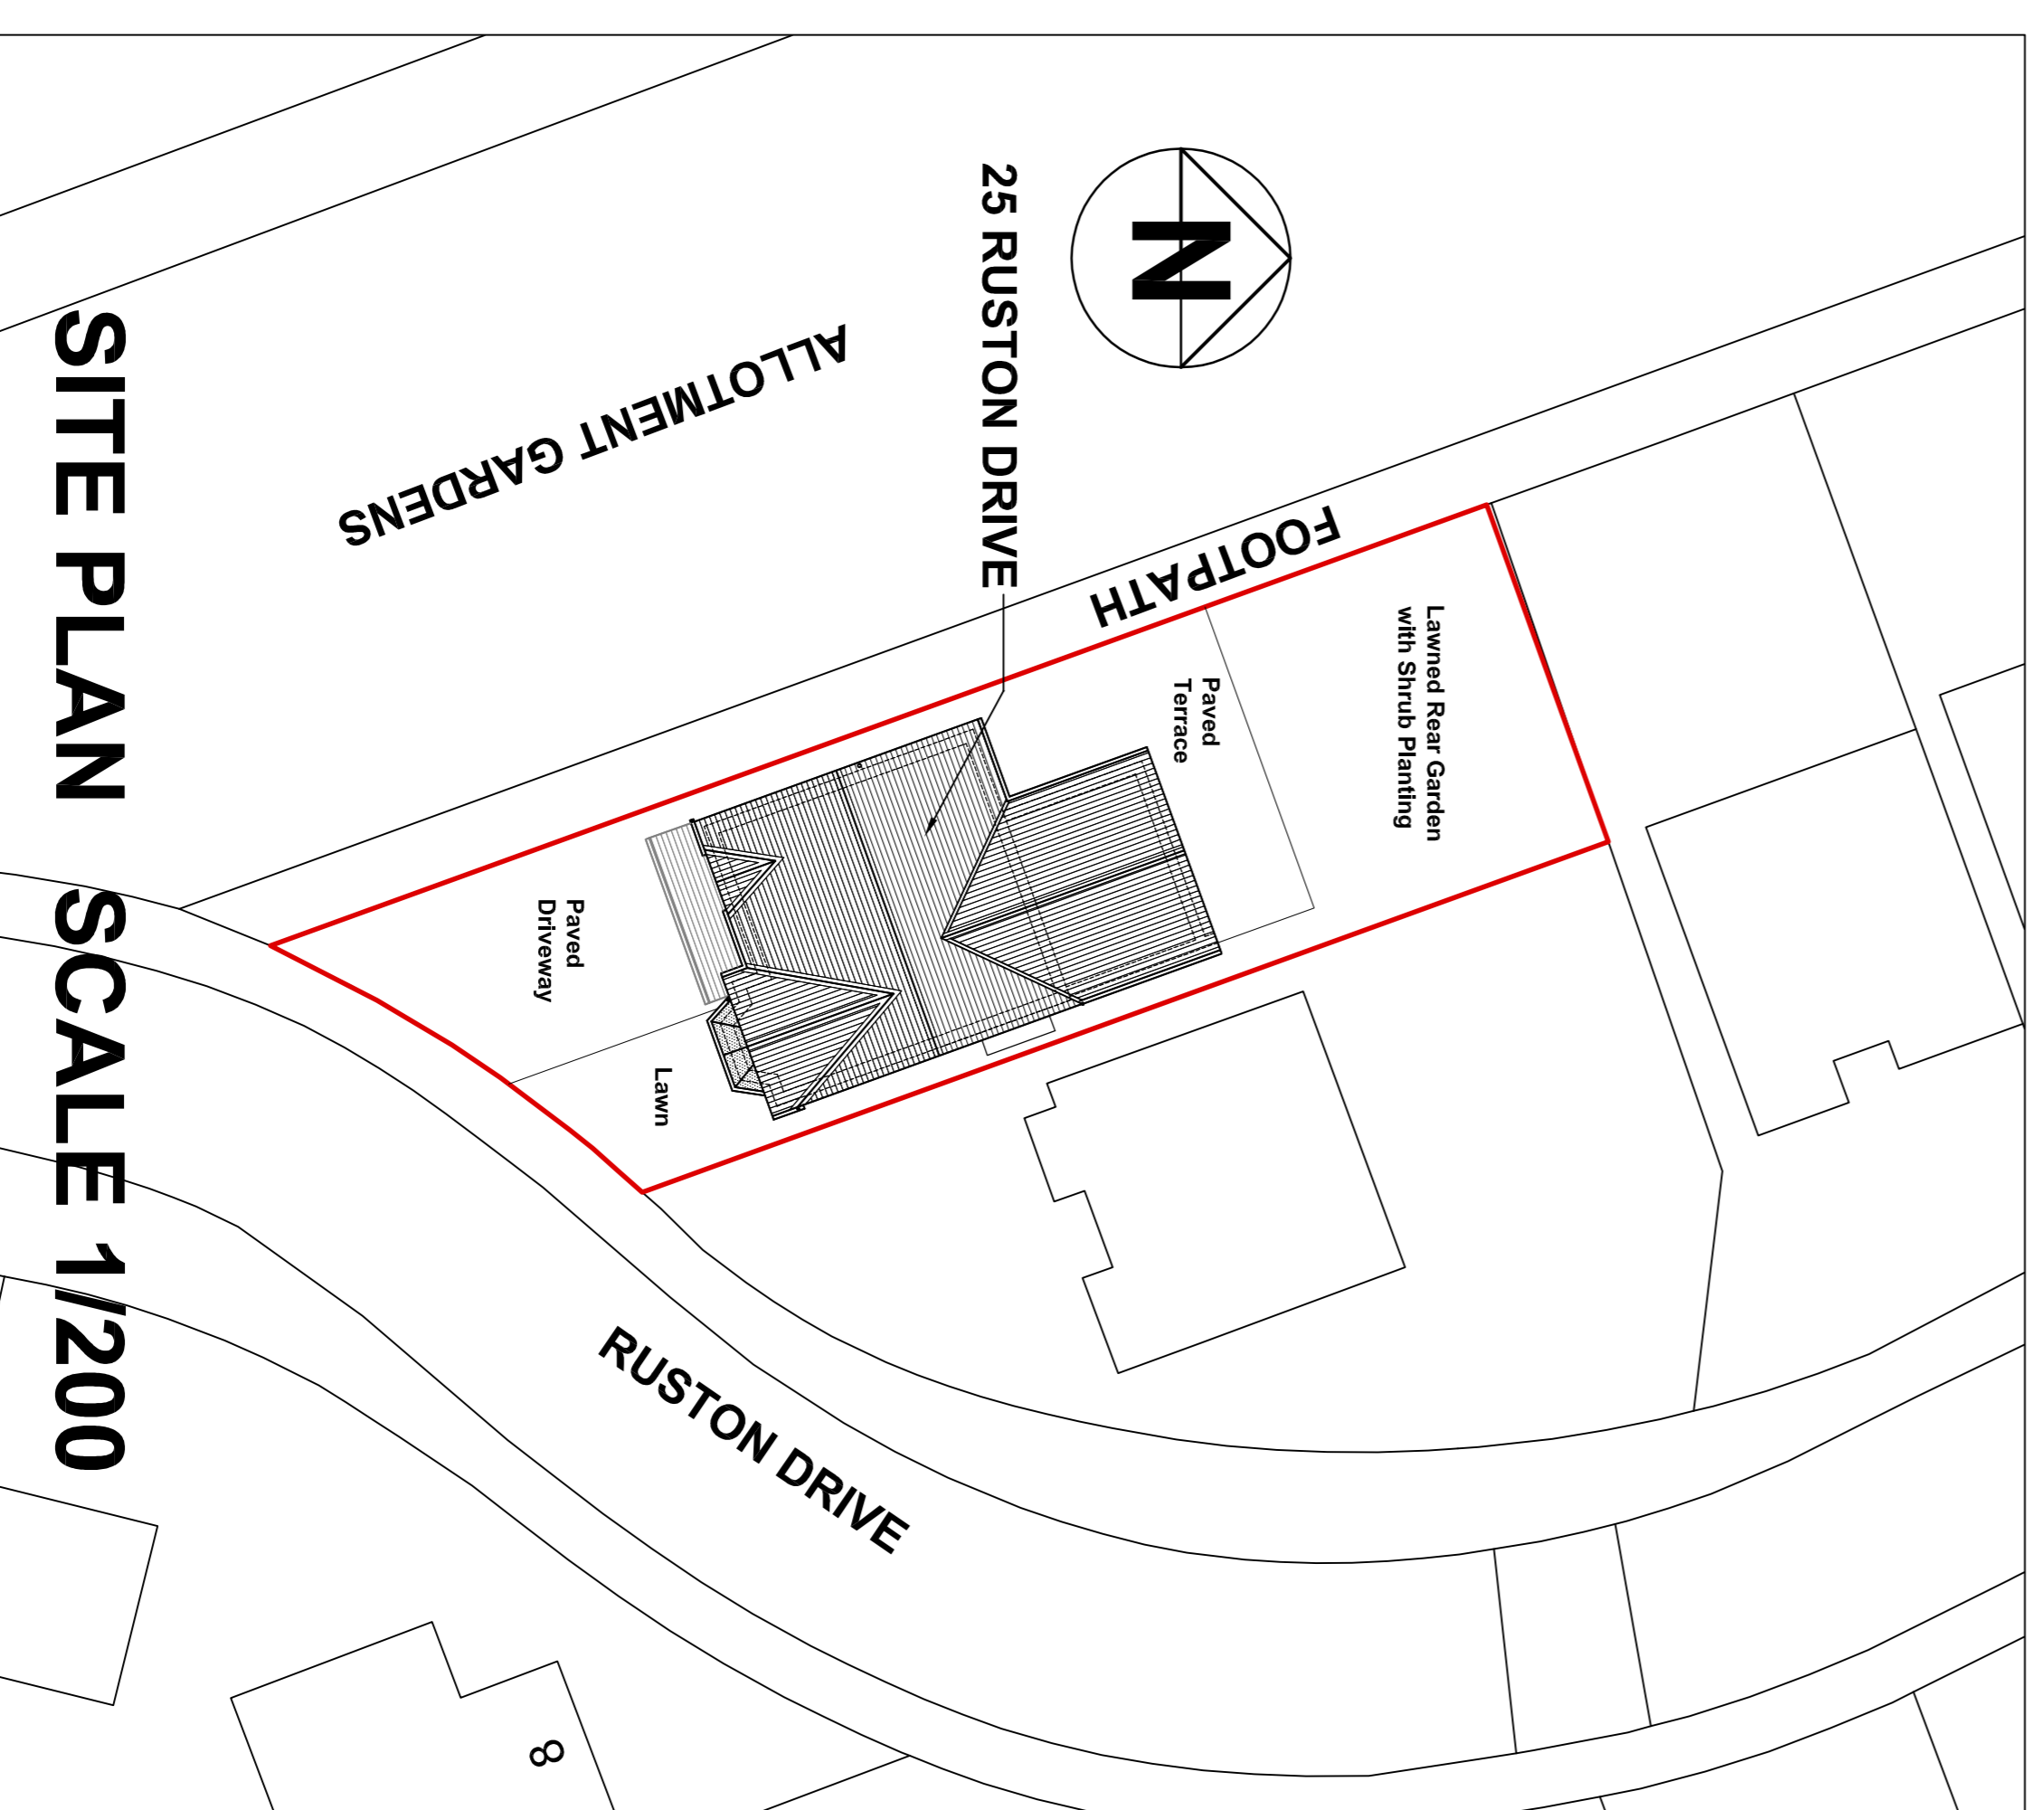 N
25 RUSTON DRIVE
ALLOTMENT GARDENS
FOOTPATH
Lawned Rear Garden
with Shrub Planting
Paved
Terrace
Paved
Driveway
Lawn
RUSTON DRIVE
8
SITE PLAN SCALE 1/200